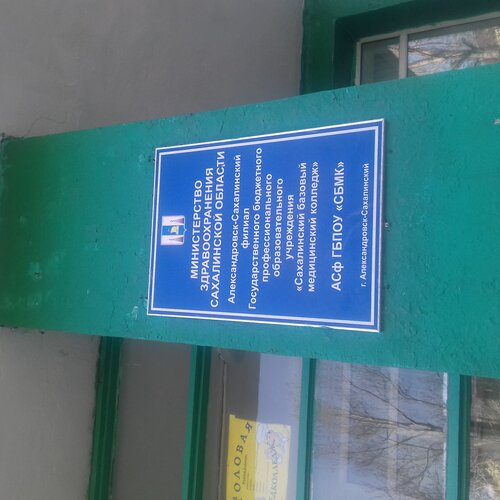 МИНИСТЕРСТВО
ЗДРАВООХРАНЕНИЯ
САХАЛИНСКОЙ ОБЛАСТИ
Александровск-Сахалинский
филиал
Государственного бюджетного
профессионального
образовательного
учреждения
«Сахалинский базовый
медицинский колледж»
АСф ГБПОУ «СБМК»
г. Александровск-Сахалинский